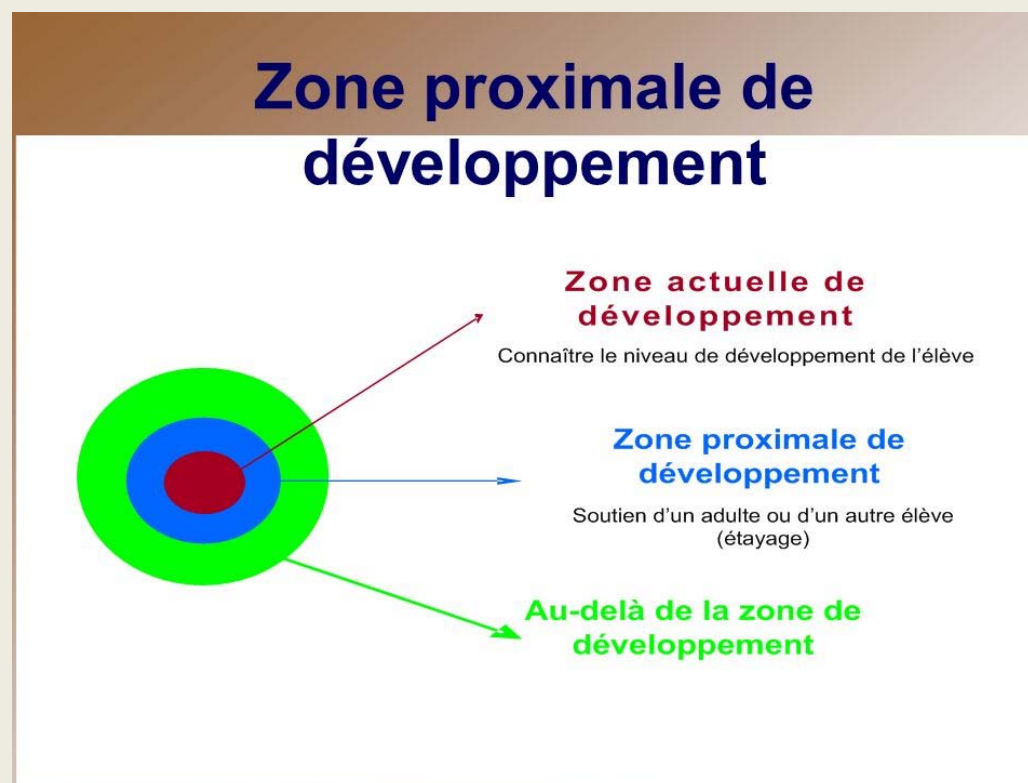 Zone proximale de
développement
Zone actuelle de
développement
Connaître le niveau de développement de l’élève
Zone proximale de
développement
Soutien d’un adulte ou d’un autre élève
(étayage)
Au-delà de la zone de
développement